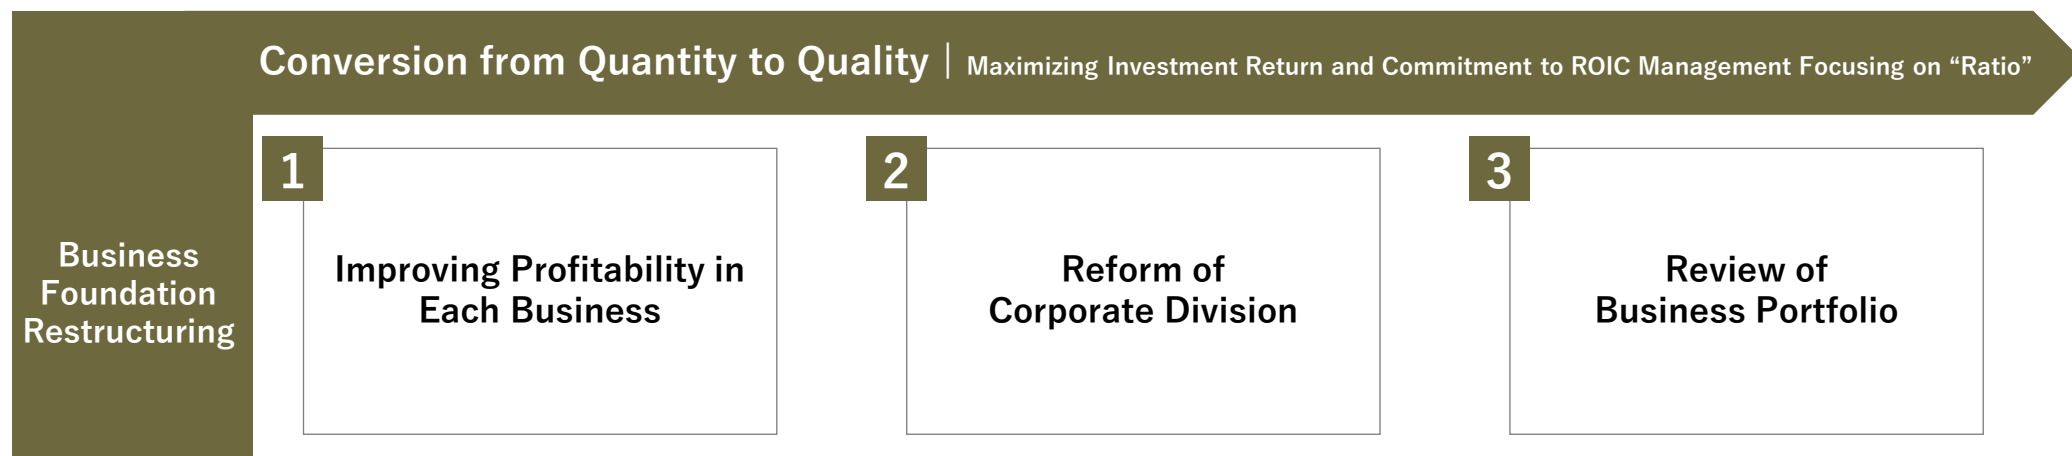 Conversion from Quantity to Quality | Maximizing Investment Return and Commitment to ROIC Management Focusing on “Ratio”
Business
Foundation
Restructuring
1
Improving Profitability in
Each Business
2
Reform of
Corporate Division
3
Review of
Business Portfolio